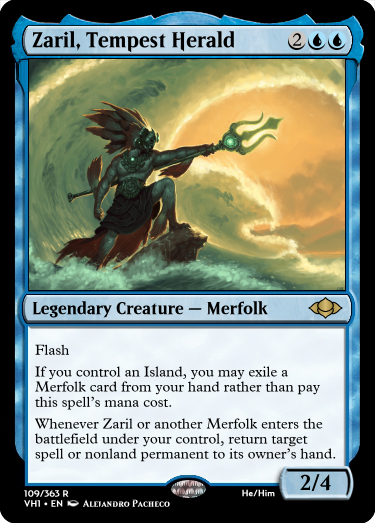 Zaril, Tempest Herald 2
Legendary Creature — Merfolk
Flash
If you control an Island, you may exile a
Merfolk card from your hand rather than pay
this spell's mana cost.
Whenever Zaril or another Merfolk enters the
battlefield under your control, return target
spell or nonland permanent to its owner's hand.
2/4
109/363 R He/Him
VH1 • EN Alejandro Pacheco